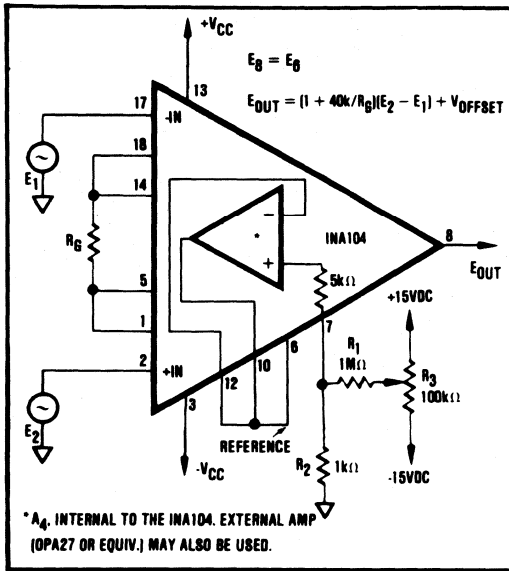 +VCC
E8 = E6
EOUT = (1 + 40k/RG)(E2 − E1) + VOFFSET
13
17
-IN
18
E1
14
RG
5
1
2
+IN
E2
−
*
+
INA104
5kΩ
8
EOUT
7
6
10
12
3
REFERENCE
-VCC
+15VDC
R1
1MΩ
R3
100kΩ
R2
1kΩ
-15VDC
*A4. INTERNAL TO THE INA104. EXTERNAL AMP
(OPA27 OR EQUIV.) MAY ALSO BE USED.